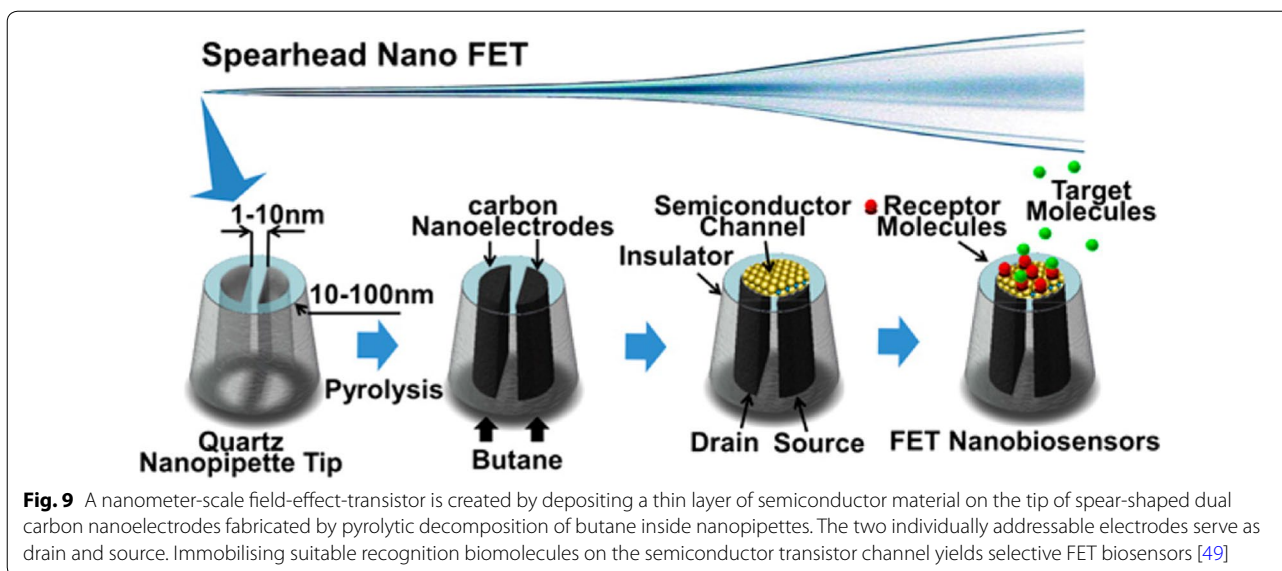 Spearhead Nano FET
1-10nm
10-100nm
Quartz
Nanopipette Tip
Pyrolysis
carbon
Nanoelectrodes
Butane
Semiconductor
Channel
Insulator
Drain
Source
Receptor
Molecules
Target
Molecules
FET Nanobiosensors
Fig. 9 A nanometer-scale field-effect-transistor is created by depositing a thin layer of semiconductor material on the tip of spear-shaped dual
carbon nanoelectrodes fabricated by pyrolytic decomposition of butane inside nanopipettes. The two individually addressable electrodes serve as
drain and source. Immobilising suitable recognition biomolecules on the semiconductor transistor channel yields selective FET biosensors [49]